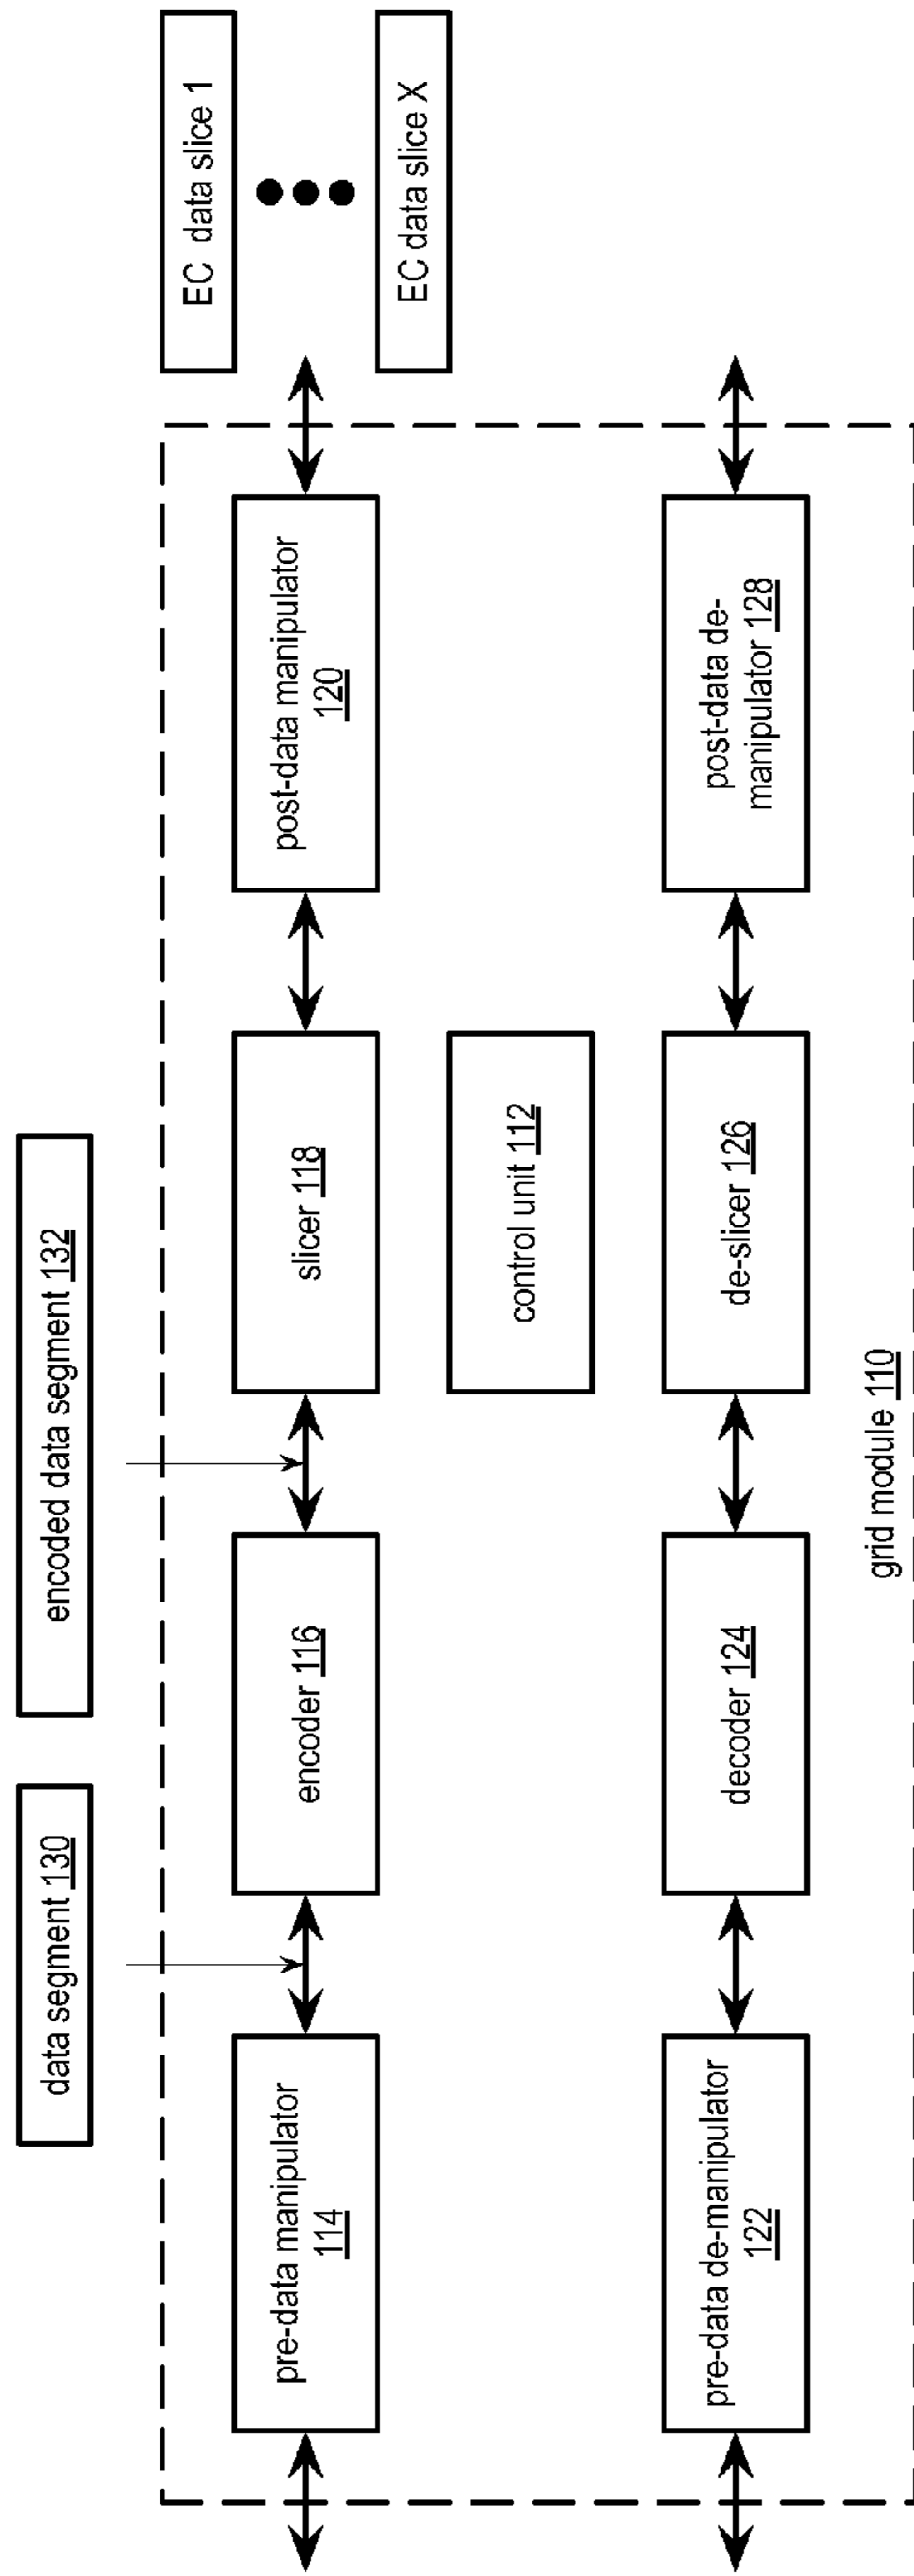 data segment 130
encoded data segment 132
EC data slice 1
EC data slice X
pre-data manipulator
114
encoder 116
slicer 118
post-data manipulator
120
control unit 112
pre-data de-manipulator
122
decoder 124
de-slicer 126
post-data de-
manipulator 128
grid module 110